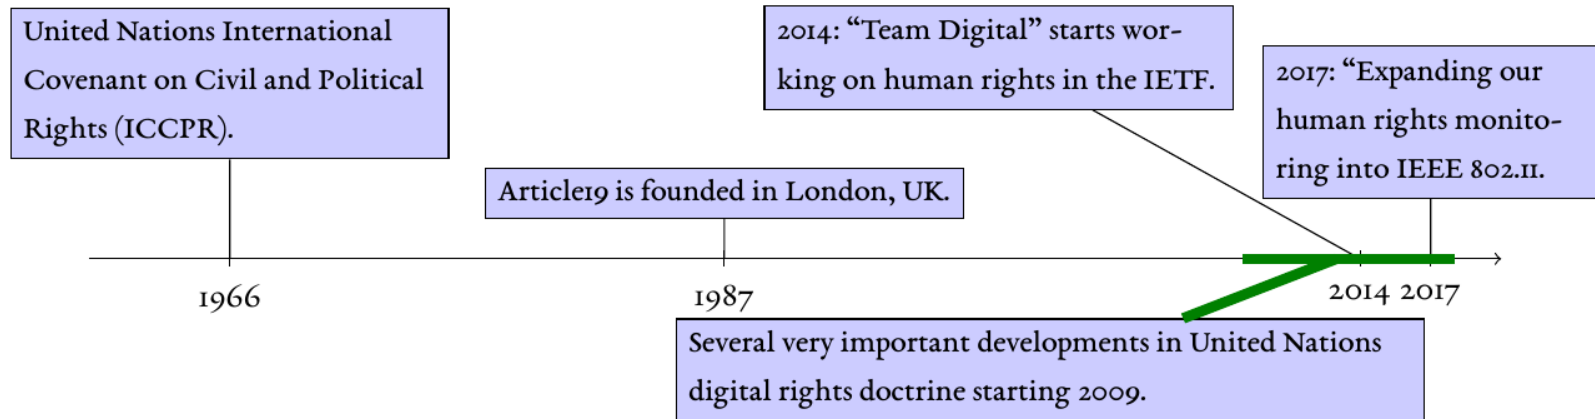 United Nations International
Covenant on Civil and Political
Rights (ICCPR).
Article19 is founded in London, UK.
2014: “Team Digital” starts wor-
king on human rights in the IETF.
2017: “Expanding our
human rights monito-
ring into IEEE 802.11.
1966
1987
2014
2017
Several very important developments in United Nations
digital rights doctrine starting 2009.